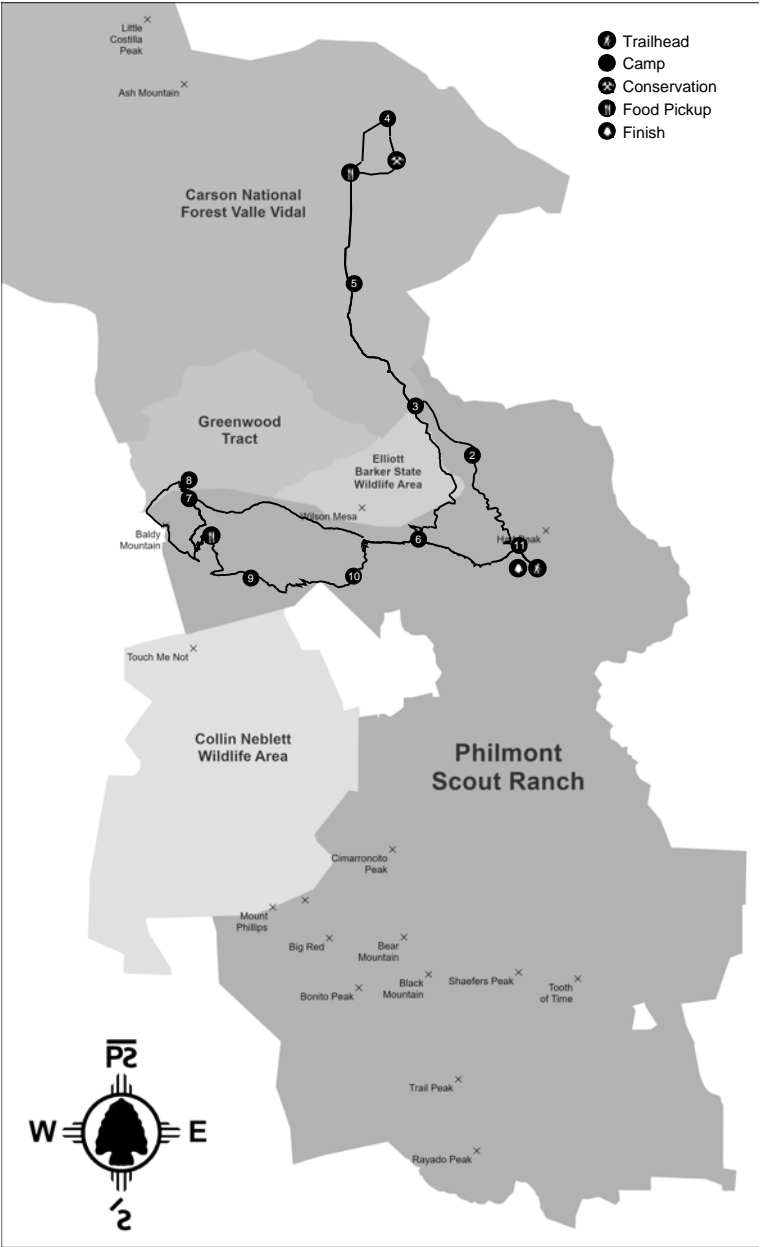 Little
Costilla
Peak
Ash Mountain
Trailhead
Camp
Conservation
Food Pickup
Finish
4
Carson National
Forest Valle Vidal
5
3
Greenwood
Tract
2
Elliott
Barker State
Wildlife Area
8
7
Wilson Mesa
Baldy
Mountain
6
11
9
10
Touch Me Not
Collin Neblett
Wildlife Area
Philmont
Scout Ranch
Cimarroncito
Peak
Mount
Phillips
Big Red
Bear
Mountain
Bonito Peak
Black
Mountain
Shaefers Peak
Tooth
of Time
Trail Peak
Rayado Peak
W
E